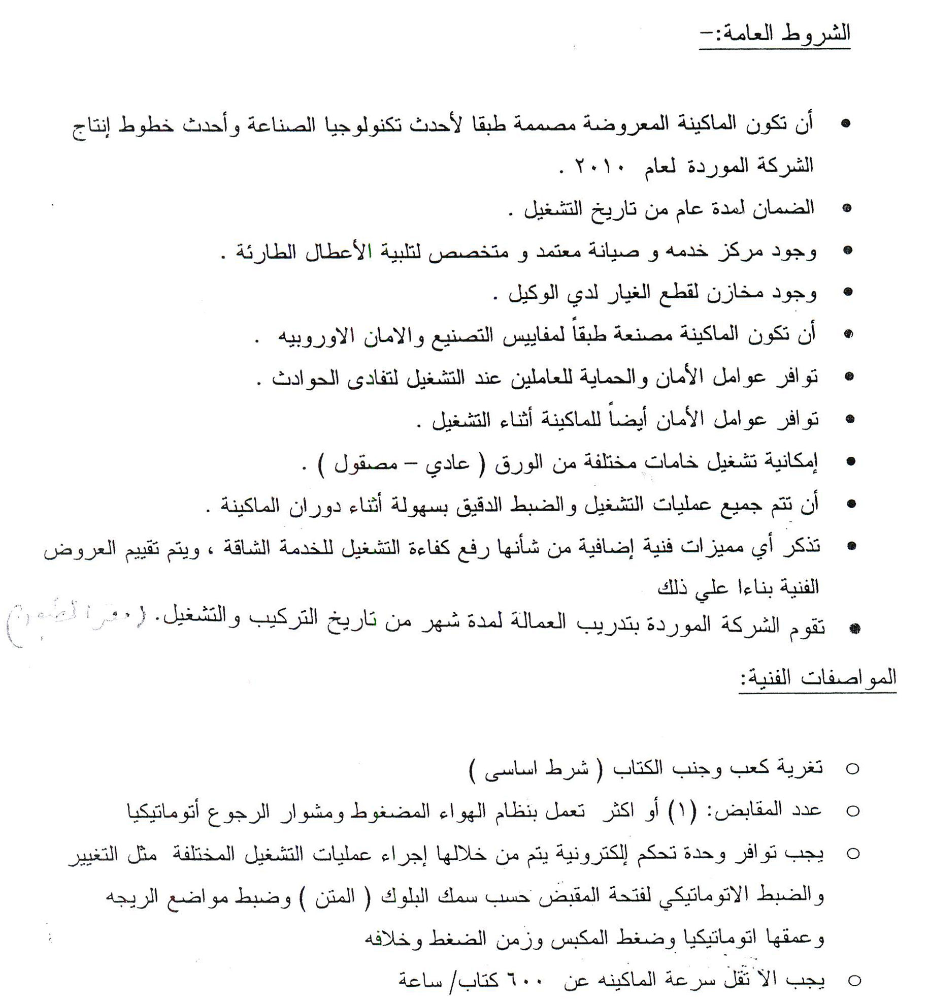 الشروط العامة:-
• أن تكون الماكينة المعروضة مصممة طبقا لأحدث تكنولوجيا الصناعة وأحدث خطوط إنتاج
الشركة الموردة لعام ٢٠١٠ .
• الضمان لمدة عام من تاريخ التشغيل .
• وجود مركز خدمه و صيانة معتمد و متخصص لتلبية الأعطال الطارئة .
• وجود مخازن لقطع الغيار لدي الوكيل .
• أن تكون الماكينة مصنعة طبقاً لمقاييس التصنيع والامان الاوروبيه .
• توافر عوامل الأمان والحماية للعاملين عند التشغيل لتفادى الحوادث .
• توافر عوامل الأمان أيضاً للماكينة أثناء التشغيل .
• إمكانية تشغيل خامات مختلفة من الورق ( عادي – مصقول ) .
• أن تتم جميع عمليات التشغيل والضبط الدقيق بسهولة أثناء دوران الماكينة .
• تذكر أي مميزات فنية إضافية من شأنها رفع كفاءة التشغيل للخدمة الشاقة ، ويتم تقييم العروض
الفنية بناءا علي ذلك
• تقوم الشركة الموردة بتدريب العمالة لمدة شهر من تاريخ التركيب والتشغيل.
المواصفات الفنية:
○ تغرية كعب وجنب الكتاب ( شرط اساسى )
○ عدد المقابض: (١) أو اكثر تعمل بنظام الهواء المضغوط ومشوار الرجوع أتوماتيكيا
○ يجب توافر وحدة تحكم إلكترونية يتم من خلالها إجراء عمليات التشغيل المختلفة مثل التغيير
والضبط الاتوماتيكي لفتحة المقبض حسب سمك البلوك ( المتن ) وضبط مواضع الريجه
وعمقها اتوماتيكيا وضغط المكبس وزمن الضغط وخلافه
○ يجب الا تقل سرعة الماكينه عن ٦٠٠ كتاب/ ساعة